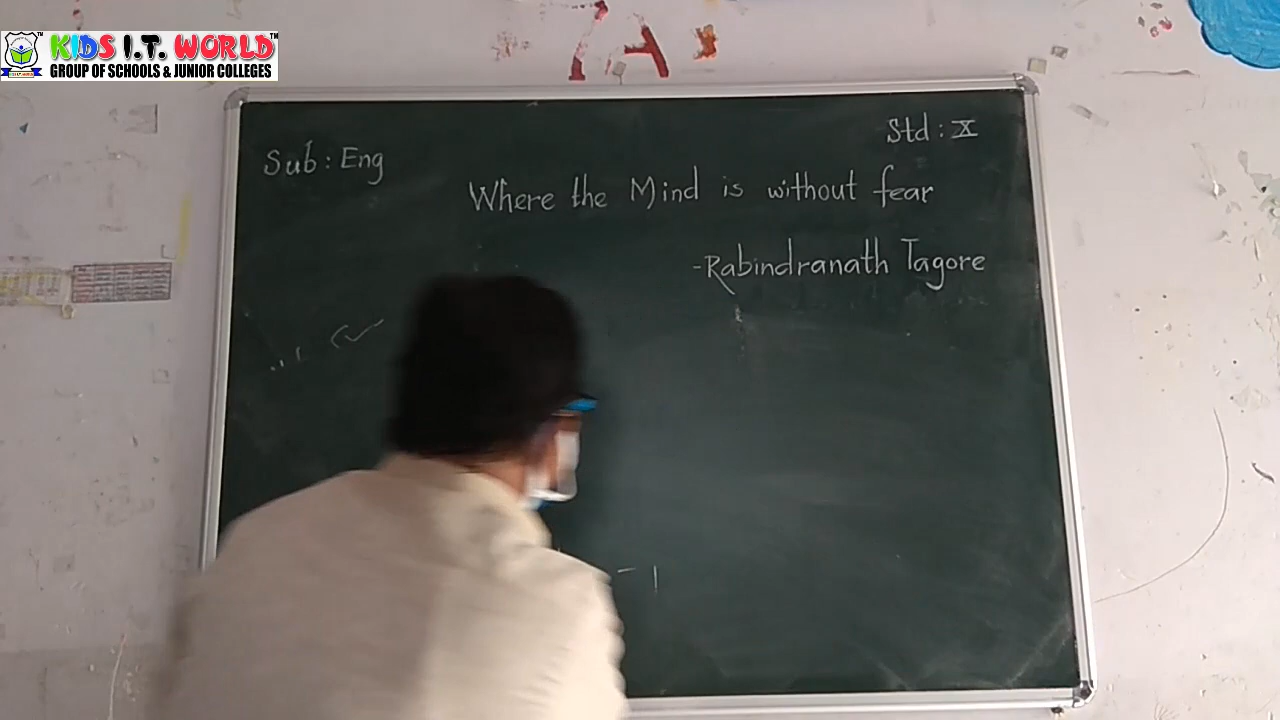 KIDS I.T. WORLD
GROUP OF SCHOOLS & JUNIOR COLLEGES
A
Std : X
Sub : Eng
Where the Mind is without fear
- Rabindranath Tagore